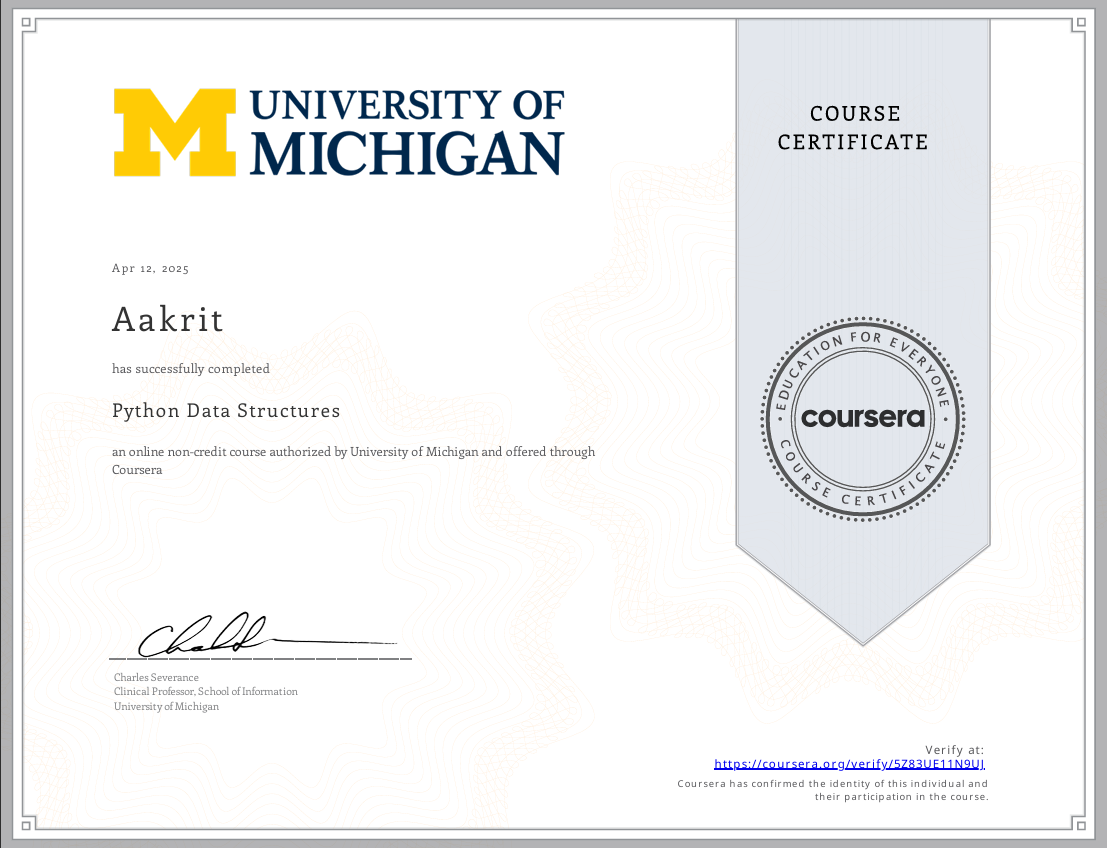 UNIVERSITY OF
MICHIGAN
COURSE
CERTIFICATE
Apr 12, 2025
Aakrit
has successfully completed
Python Data Structures
an online non-credit course authorized by University of Michigan and offered through
Coursera
EDUCATION FOR EVERYONE
coursera
COURSE CERTIFICATE
Charles Severance
Clinical Professor, School of Information
University of Michigan
Verify at:
https://coursera.org/verify/5Z83UE11N9UJ
Coursera has confirmed the identity of this individual and
their participation in the course.